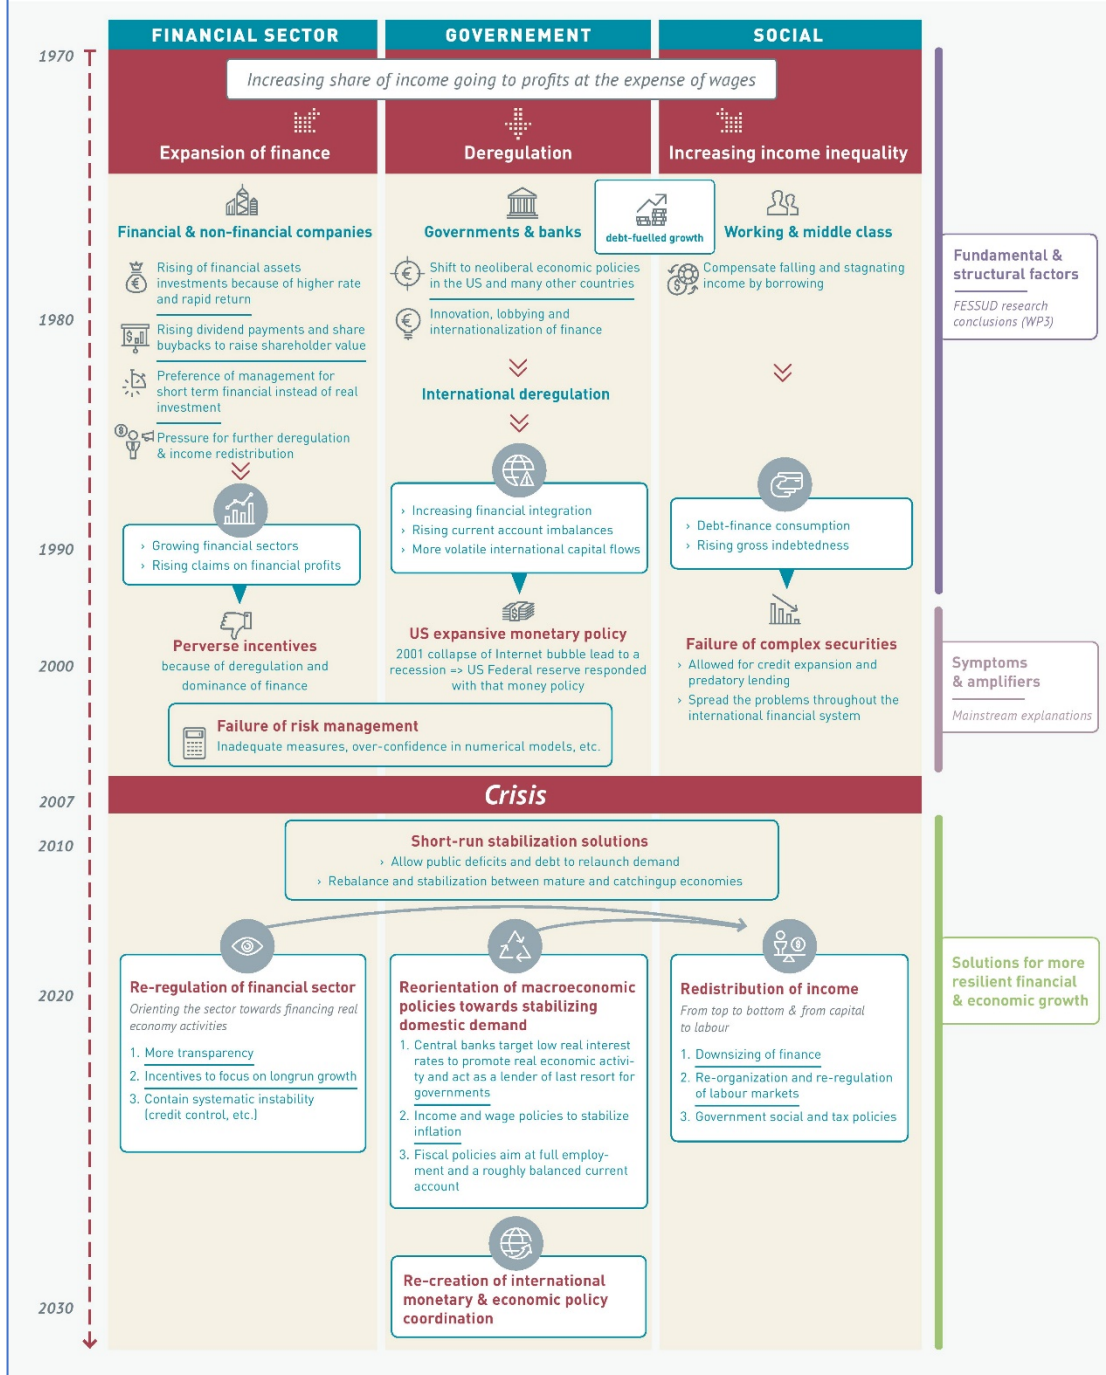 FINANCIAL SECTOR
GOVERNEMENT
SOCIAL
1970
Increasing share of income going to profits at the expense of wages
Expansion of finance
Deregulation
Increasing income inequality
debt-fuelled growth
Financial & non-financial companies
Rising of financial assets
investments because of higher rate
and rapid return
Rising dividend payments and share
buybacks to raise shareholder value
Preference of management for
short term financial instead of real
investment
Pressure for further deregulation
& income redistribution
› Growing financial sectors
› Rising claims on financial profits
Governments & banks
Shift to neoliberal economic policies
in the US and many other countries
Innovation, lobbying and
internationalization of finance
International deregulation
› Increasing financial integration
› Rising current account imbalances
› More volatile international capital flows
Working & middle class
Compensate falling and stagnating
income by borrowing
› Debt-finance consumption
› Rising gross indebtedness
Fundamental &
structural factors
FESSUD research
conclusions (WP3)
1980
1990
Perverse incentives
because of deregulation and
dominance of finance
US expansive monetary policy
2001 collapse of Internet bubble lead to a
recession => US Federal reserve responded
with that money policy
Failure of complex securities
› Allowed for credit expansion and
predatory lending
› Spread the problems throughout the
international financial system
2000
Symptoms
& amplifiers
Mainstream explanations
Failure of risk management
Inadequate measures, over-confidence in numerical models, etc.
2007
Crisis
2010
Short-run stabilization solutions
› Allow public deficits and debt to relaunch demand
› Rebalance and stabilization between mature and catchingup economies
Re-regulation of financial sector
Orienting the sector towards financing real
economy activities
1. More transparency
2. Incentives to focus on longrun growth
3. Contain systematic instability
(credit control, etc.)
Reorientation of macroeconomic
policies towards stabilizing
domestic demand
1. Central banks target low real interest
rates to promote real economic activi-
ty and act as a lender of last resort for
governments
2. Income and wage policies to stabilize
inflation
3. Fiscal policies aim at full employ-
ment and a roughly balanced current
account
Redistribution of income
From top to bottom & from capital
to labour
1. Downsizing of finance
2. Re-organization and re-regulation
of labour markets
3. Government social and tax policies
Solutions for more
resilient financial
& economic growth
2020
Re-creation of international
monetary & economic policy
coordination
2030